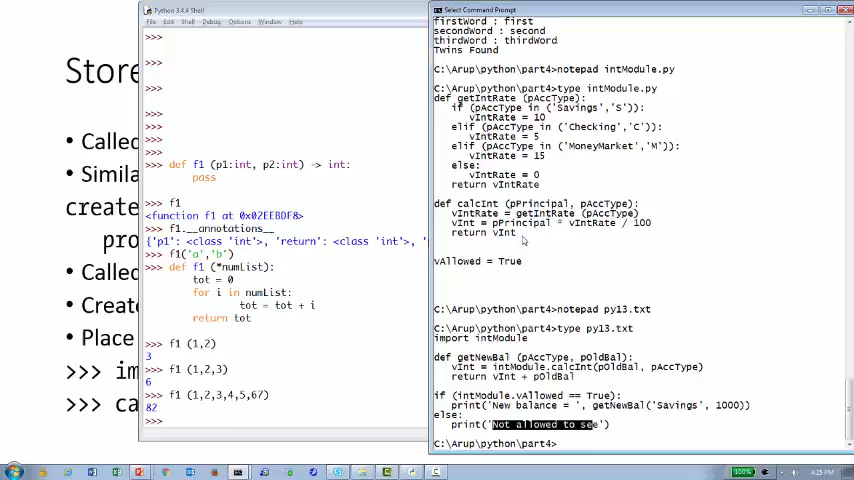 Store
• Called
• Similar
create
pro
• Called
• Create
• Place
>>> im
>>> ca
Python 3.4.4 Shell
File Edit Shell Debug Options Window Help
>>>
>>>
>>>
>>>
>>>
>>>
>>> def f1 (p1:int, p2:int) -> int:
pass
>>> f1
<function f1 at 0x02EEBDF8>
>>> f1.__annotations__
{'p1': <class 'int'>, 'return': <class 'int'>,
>>> f1('a','b')
>>> def f1 (*numList):
tot = 0
for i in numList:
tot = tot + i
return tot
>>> f1 (1,2)
3
>>> f1 (1,2,3)
6
>>> f1 (1,2,3,4,5,67)
82
>>>
Select Command Prompt
firstWord : first
secondWord : second
thirdWord : thirdWord
Twins Found
C:\Arup\python\part4>notepad intModule.py
C:\Arup\python\part4>type intModule.py
def getIntRate (pAccType):
if (pAccType in ('Savings','S')):
vIntRate = 10
elif (pAccType in ('Checking','C')):
vIntRate = 5
elif (pAccType in ('MoneyMarket','M')):
vIntRate = 15
else:
vIntRate = 0
return vIntRate
def calcInt (pPrincipal, pAccType):
vIntRate = getIntRate (pAccType)
vInt = pPrincipal * vIntRate / 100
return vInt
vAllowed = True
C:\Arup\python\part4>notepad py13.txt
C:\Arup\python\part4>type py13.txt
import intModule
def getNewBal (pAccType, pOldBal):
vInt = intModule.calcInt(pOldBal, pAccType)
return vInt + pOldBal
if (intModule.vAllowed == True):
print('New balance = ', getNewBal('Savings', 1000))
else:
print('Not allowed to see')
C:\Arup\python\part4>
100%
4:25 PM